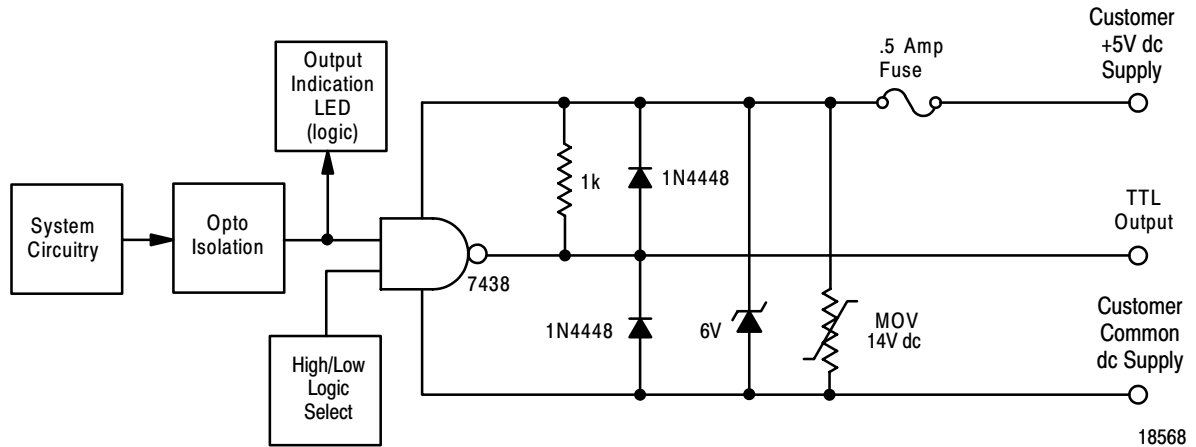 Customer
+5V dc
Supply
.5 Amp
Fuse
Output
Indication
LED
(logic)
1k
1N4448
TTL
Output
System
Circuitry
Opto
Isolation
7438
1N4448
6V
MOV
14V dc
Customer
Common
dc Supply
High/Low
Logic
Select
18568